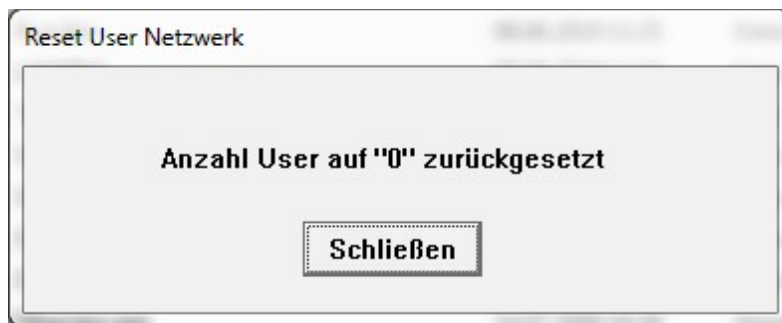 Reset User Netzwerk
Anzahl User auf "0" zurückgesetzt
Schließen